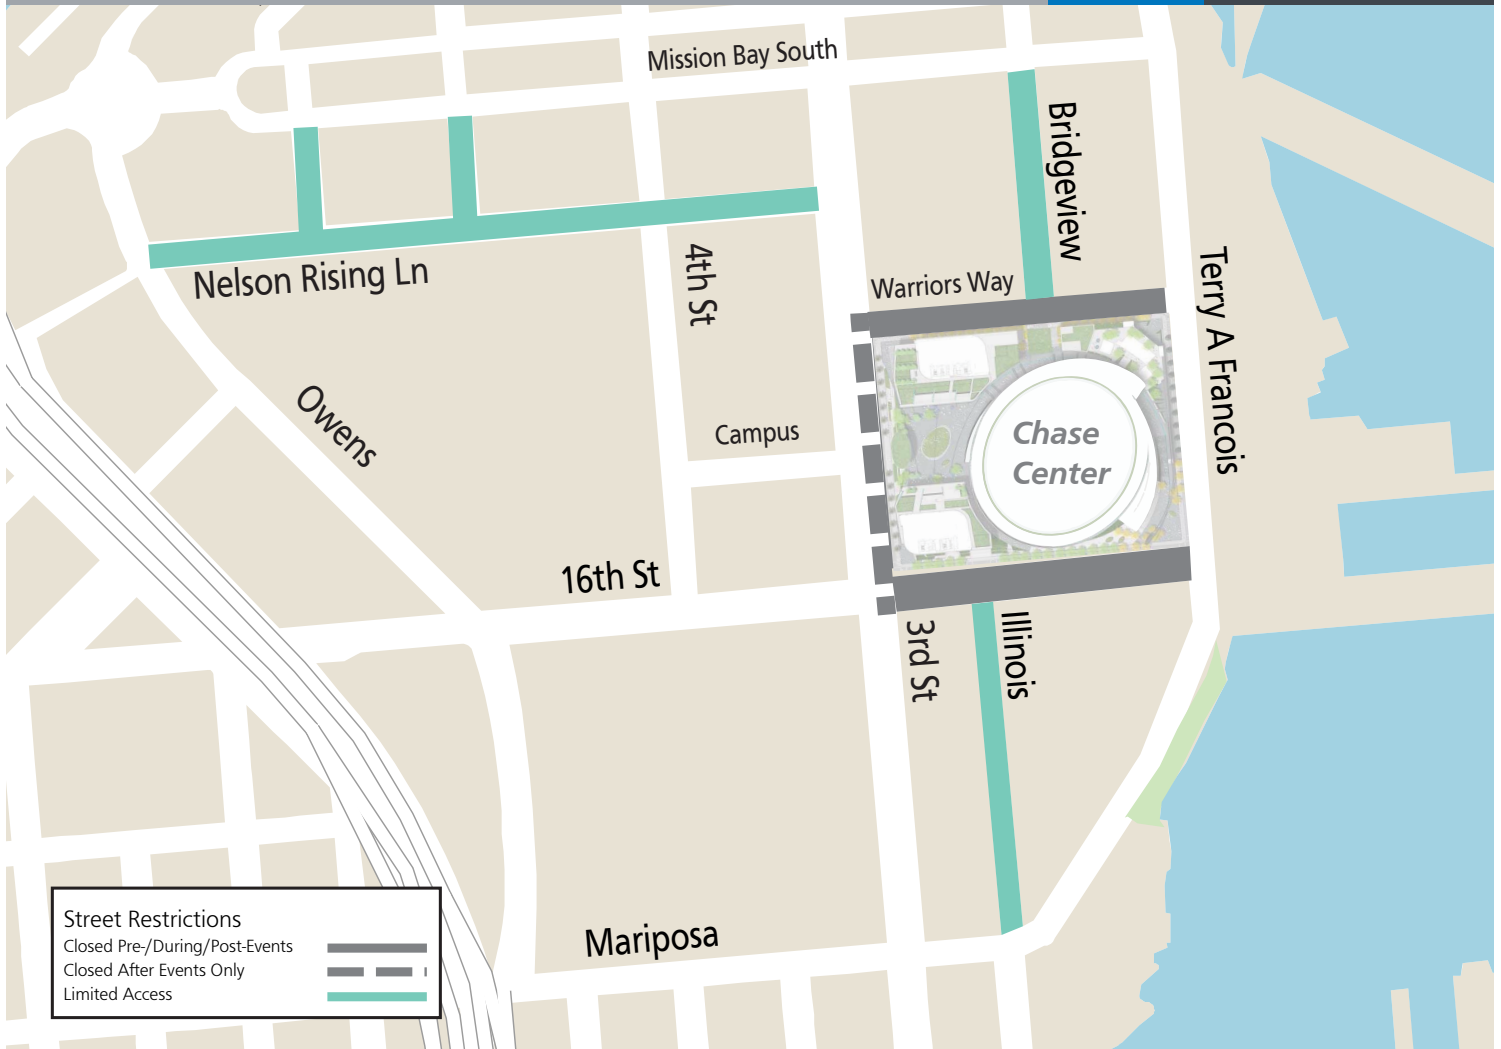 Mission Bay South
Bridgeview
Nelson Rising Ln
4th St
Warriors Way
Terry A Francois
Owens
Campus
Chase
Center
16th St
3rd St
Illinois
Mariposa
Street Restrictions
Closed Pre-/During/Post-Events
Closed After Events Only
Limited Access